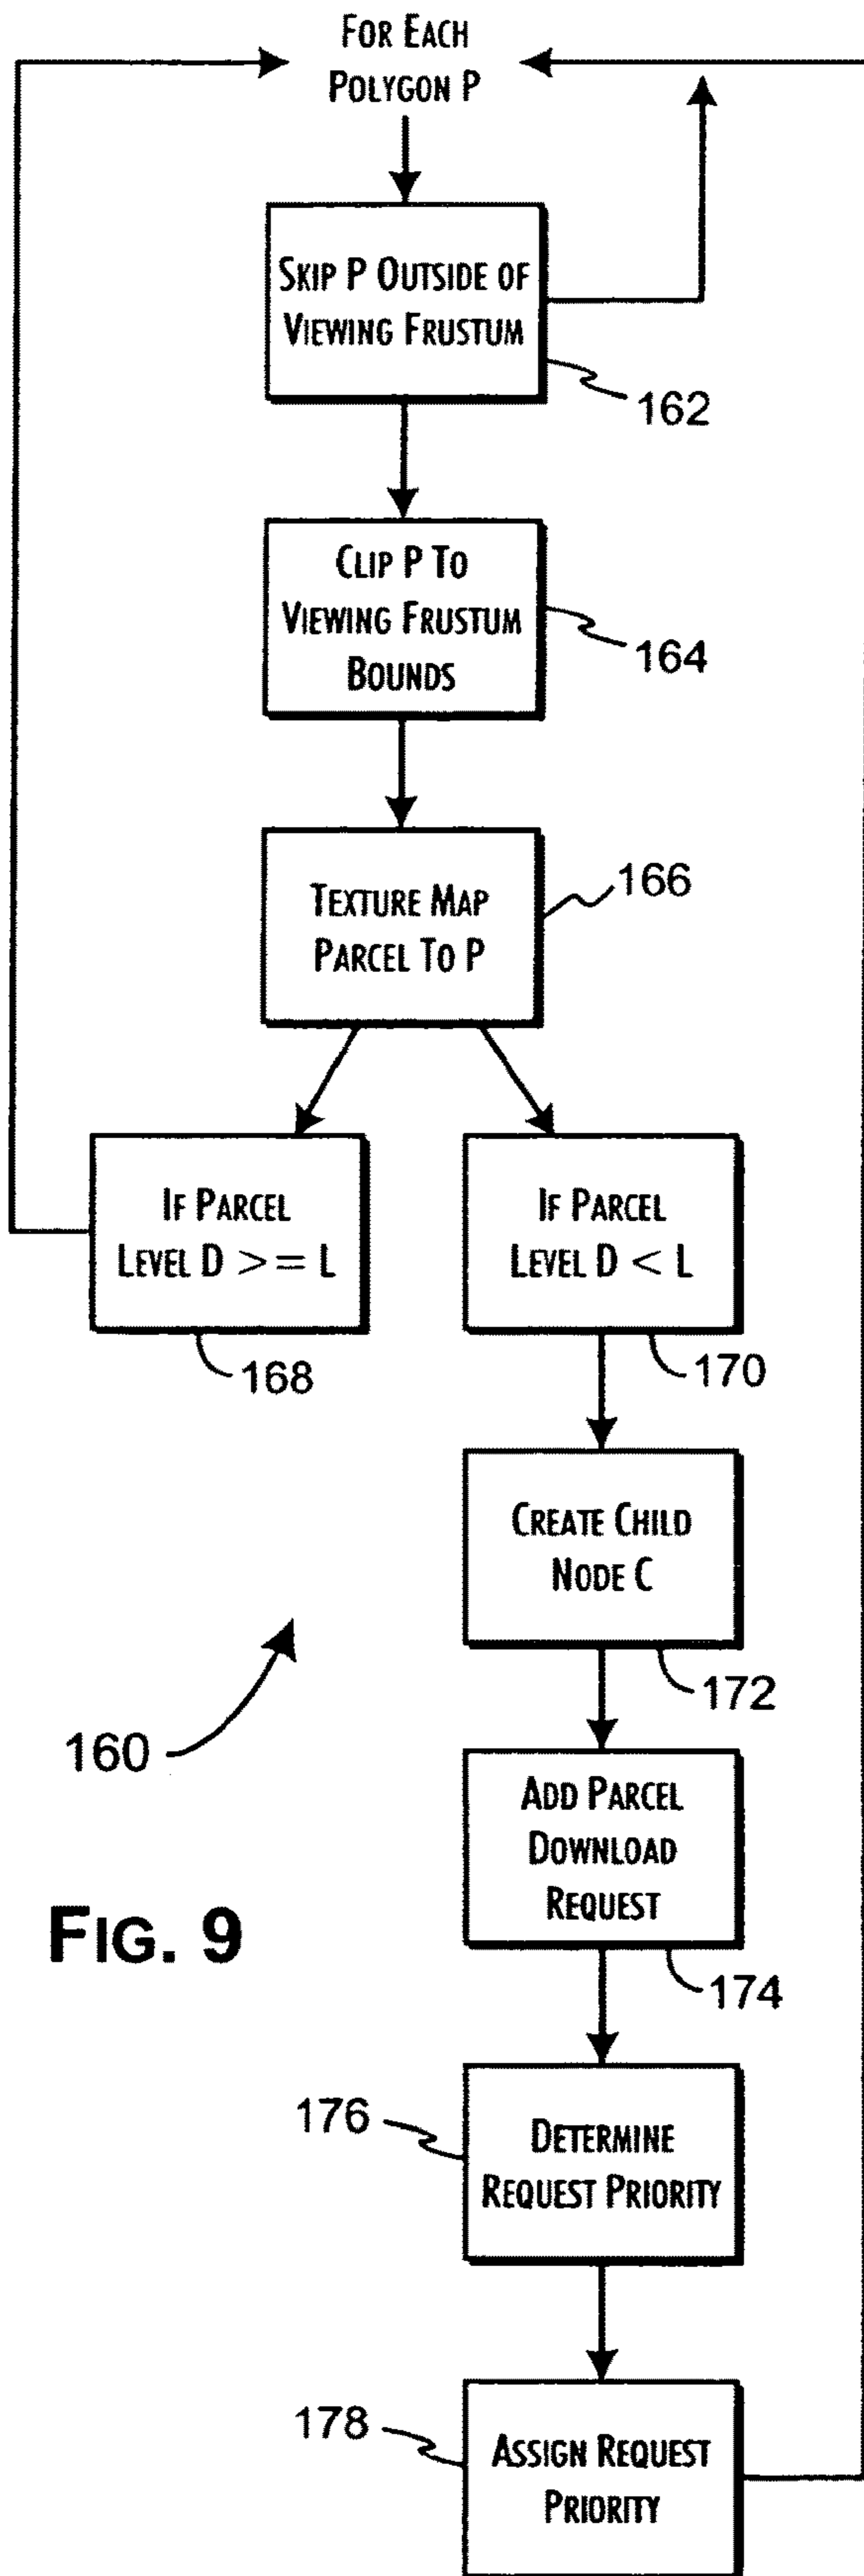 FOR EACH
POLYGON P
SKIP P OUTSIDE OF
VIEWING FRUSTUM
162
CLIP P TO
VIEWING FRUSTUM
BOUNDS
164
TEXTURE MAP
PARCEL TO P
166
IF PARCEL
LEVEL D >= L
168
IF PARCEL
LEVEL D < L
170
CREATE CHILD
NODE C
172
160
ADD PARCEL
DOWNLOAD
REQUEST
174
FIG. 9
176
DETERMINE
REQUEST PRIORITY
178
ASSIGN REQUEST
PRIORITY